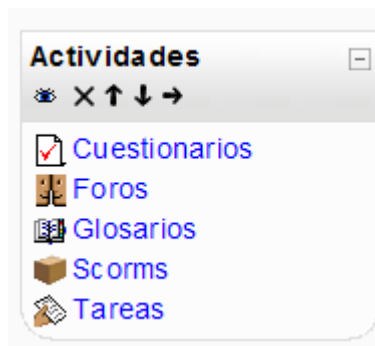 Actividades
Cuestionarios
Foros
Glosarios
Scorms
Tareas